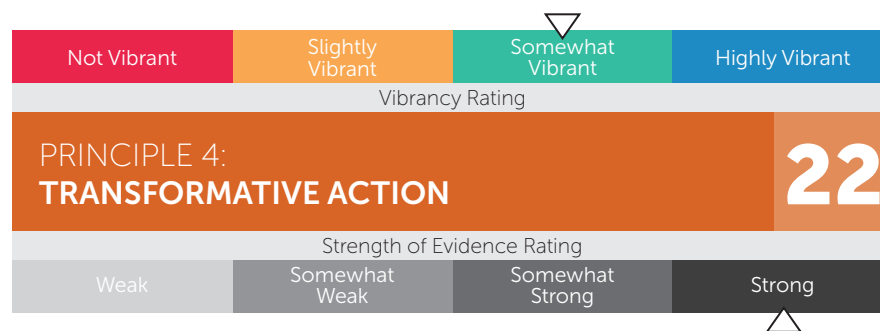 Not Vibrant
Slightly
Vibrant
Somewhat
Vibrant
Highly Vibrant
Vibrancy Rating
PRINCIPLE 4:
TRANSFORMATIVE ACTION
22
Strength of Evidence Rating
Weak
Somewhat
Weak
Somewhat
Strong
Strong